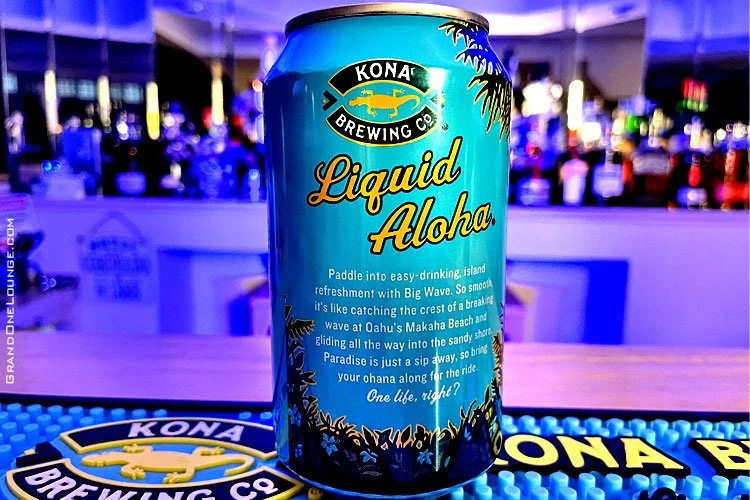 KONA
BREWING Co
Liquid
Aloha.
Paddle into easy-drinking, island
refreshment with Big Wave. So smooth,
it's like catching the crest of a breaking
wave at Oahu's Makaha Beach and
gliding all the way into the sandy shore.
Paradise is just a sip away, so bring
your ohana along for the ride.
One life, right?
GRANDONELOUNGE.COM
KONA
BREWING Co
KONA B